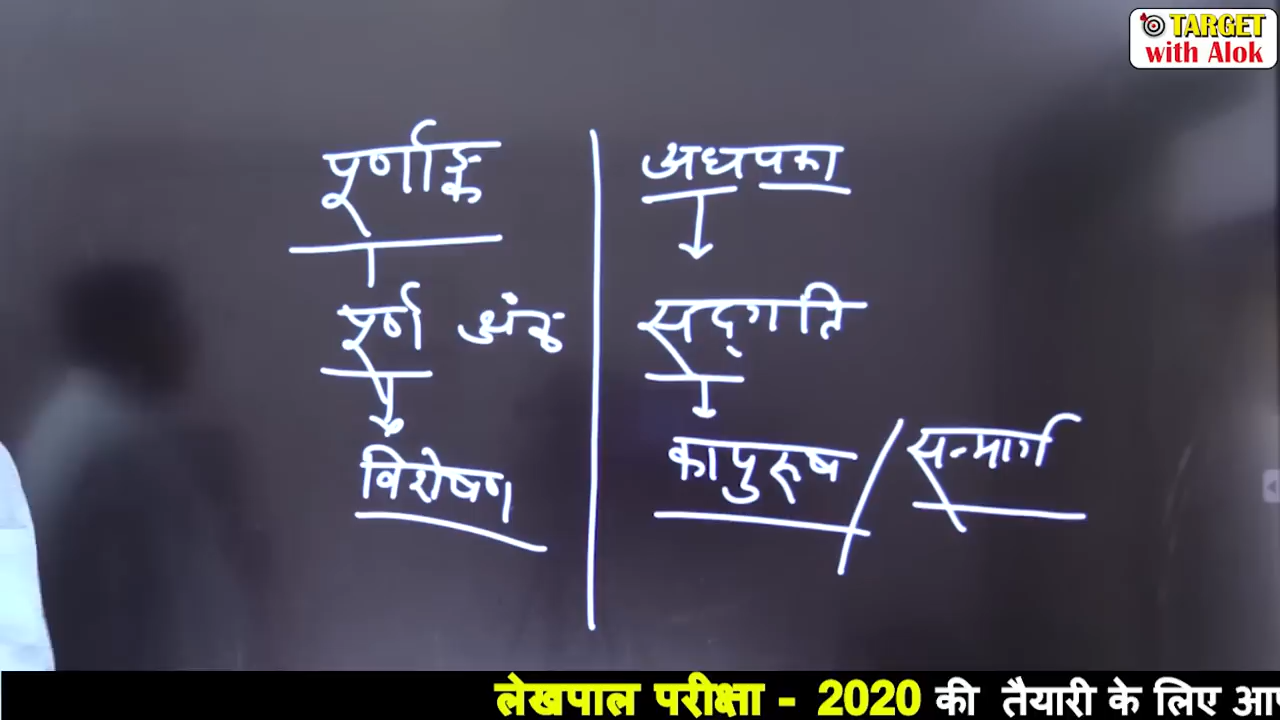 TARGET
with Alok
पूर्णाङ्क
पूर्ण अंक
विशेषण
अधपका
सद्गति
कापुरूष / सन्मार्ग
लेखपाल परीक्षा - 2020 की तैयारी के लिए आ